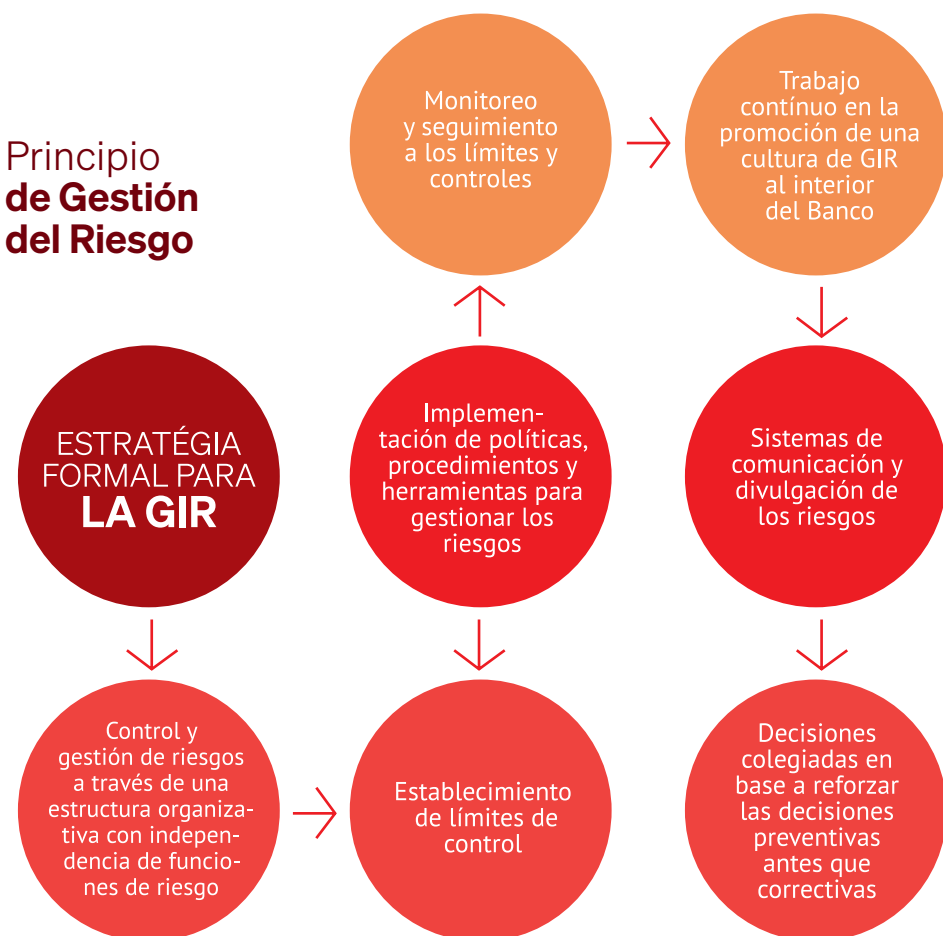 Principio
de Gestión
del Riesgo
Monitoreo
y seguimiento
a los límites y
controles
Trabajo
contínuo en la
promoción de una
cultura de GIR
al interior
del Banco
ESTRATÉGIA
FORMAL PARA
LA GIR
Implemen-
tación de políticas,
procedimientos y
herramientas para
gestionar los
riesgos
Sistemas de
comunicación y
divulgación de
los riesgos
Control y
gestión de riesgos
a través de una
estructura organiza-
tiva con indepen-
dencia de funcio-
nes de riesgo
Establecimiento
de límites de
control
Decisiones
colegiadas en
base a reforzar
las decisiones
preventivas
antes que
correctivas